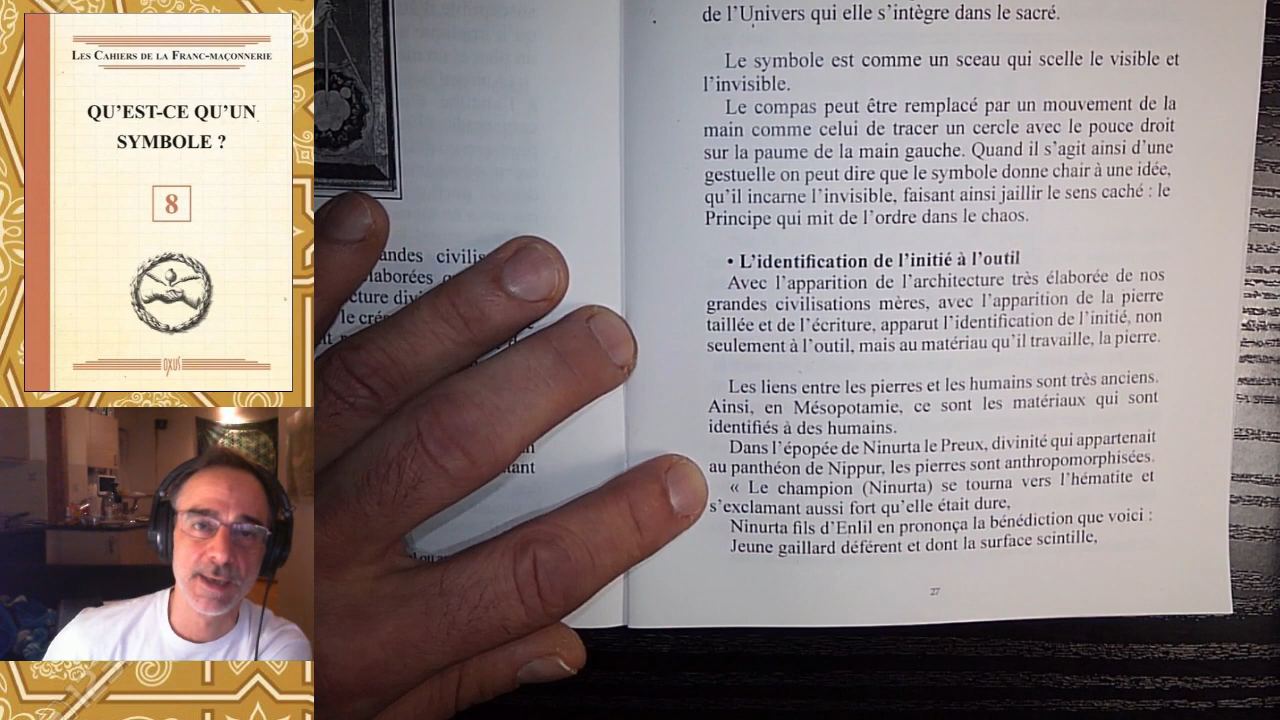 LES CAHIERS DE LA FRANC-MAÇONNERIE
QU'EST-CE QU'UN
SYMBOLE ?
8
OXUS
de l'Univers qui elle s'intègre dans le sacré.
Le symbole est comme un sceau qui scelle le visible et
l'invisible.
Le compas peut être remplacé par un mouvement de la
main comme celui de tracer un cercle avec le pouce droit
sur la paume de la main gauche. Quand il s'agit ainsi d'une
gestuelle on peut dire que le symbole donne chair à une idée,
qu'il incarne l'invisible, faisant ainsi jaillir le sens caché : le
Principe qui mit de l'ordre dans le chaos.
• L'identification de l'initié à l'outil
Avec l'apparition de l'architecture très élaborée de nos
grandes civilisations mères, avec l'apparition de la pierre
taillée et de l'écriture, apparut l'identification de l'initié, non
seulement à l'outil, mais au matériau qu'il travaille, la pierre.
Les liens entre les pierres et les humains sont très anciens.
Ainsi, en Mésopotamie, ce sont les matériaux qui sont
identifiés à des humains.
Dans l'épopée de Ninurta le Preux, divinité qui appartenait
au panthéon de Nippur, les pierres sont anthropomorphisées.
« Le champion (Ninurta) se tourna vers l'hématite et
s'exclamant aussi fort qu'elle était dure,
Ninurta fils d'Enlil en prononça la bénédiction que voici :
Jeune gaillard déférent et dont la surface scintille,
27